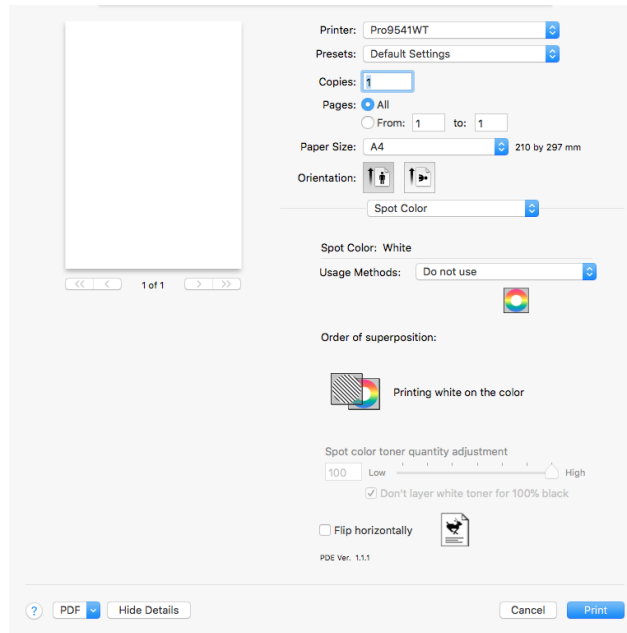 Printer: Pro9541WT
Presets: Default Settings
Copies: 1
Pages: All
From: 1 to: 1
Paper Size: A4 210 by 297 mm
Orientation:
Spot Color
Spot Color: White
Usage Methods: Do not use
<< < 1 of 1 > >>
Order of superposition:
Printing white on the color
Spot color toner quantity adjustment
100 Low High
Don't layer white toner for 100% black
Flip horizontally
PDE Ver. 1.1.1
? PDF Hide Details Cancel Print